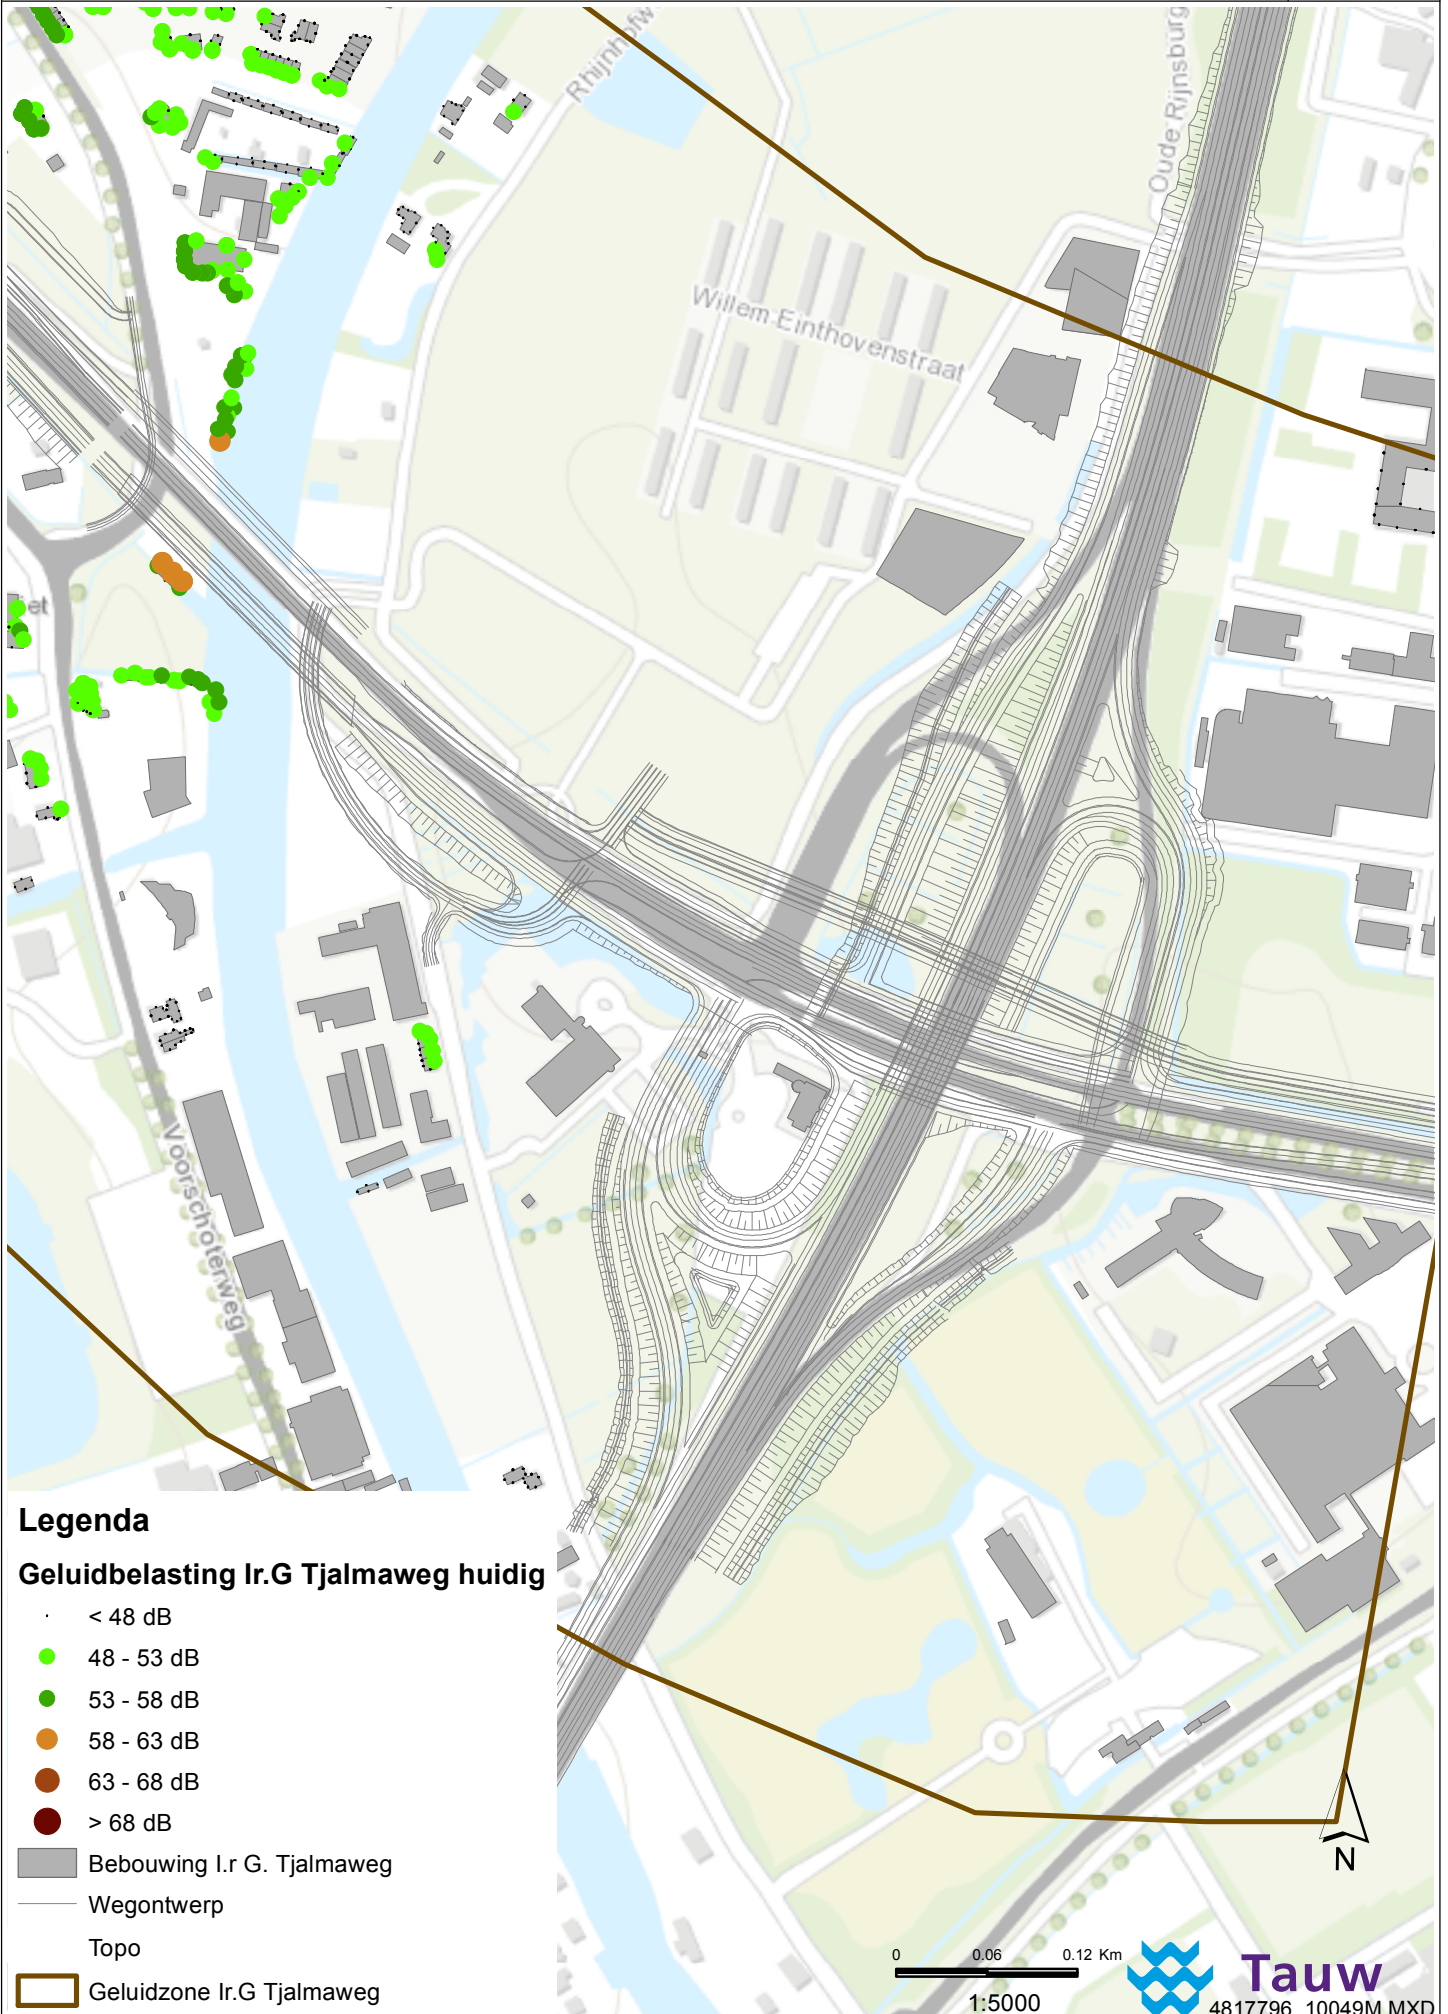 Rhijnhofw
Oude Rijnsburg
Willem Einthovenstraat
et
Voorschoterweg
Legenda
Geluidbelasting Ir.G Tjalmaweg huidig
< 48 dB
48 - 53 dB
53 - 58 dB
58 - 63 dB
63 - 68 dB
> 68 dB
Bebouwing I.r G. Tjalmaweg
Wegontwerp
Topo
Geluidzone Ir.G Tjalmaweg
N
0 0.06 0.12 Km
1:5000
Tauw
4817796_10049M.MXD